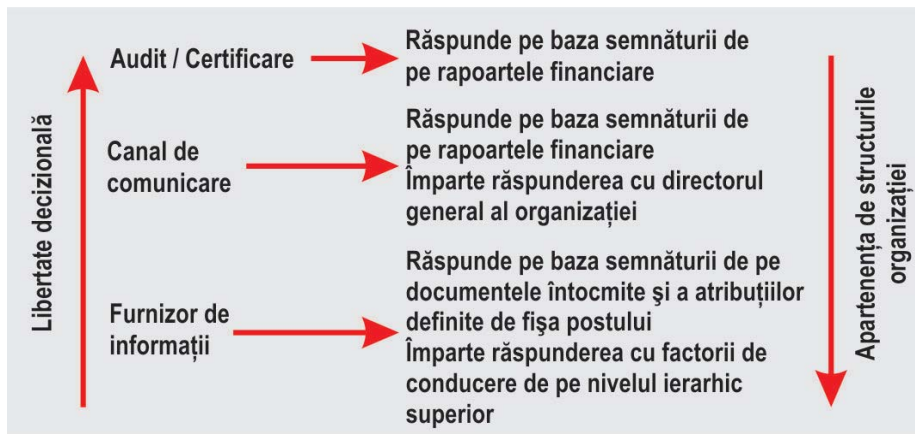 Libertate decizională
Audit / Certificare
Răspunde pe baza semnăturii de
pe rapoartele financiare
Canal de
comunicare
Răspunde pe baza semnăturii de
pe rapoartele financiare
Împarte răspunderea cu directorul
general al organizației
Furnizor de
informații
Răspunde pe baza semnăturii de pe
documentele întocmite şi a atribuțiilor
definite de fişa postului
Împarte răspunderea cu factorii de
conducere de pe nivelul ierarhic
superior
Apartenența de structurile
organizației